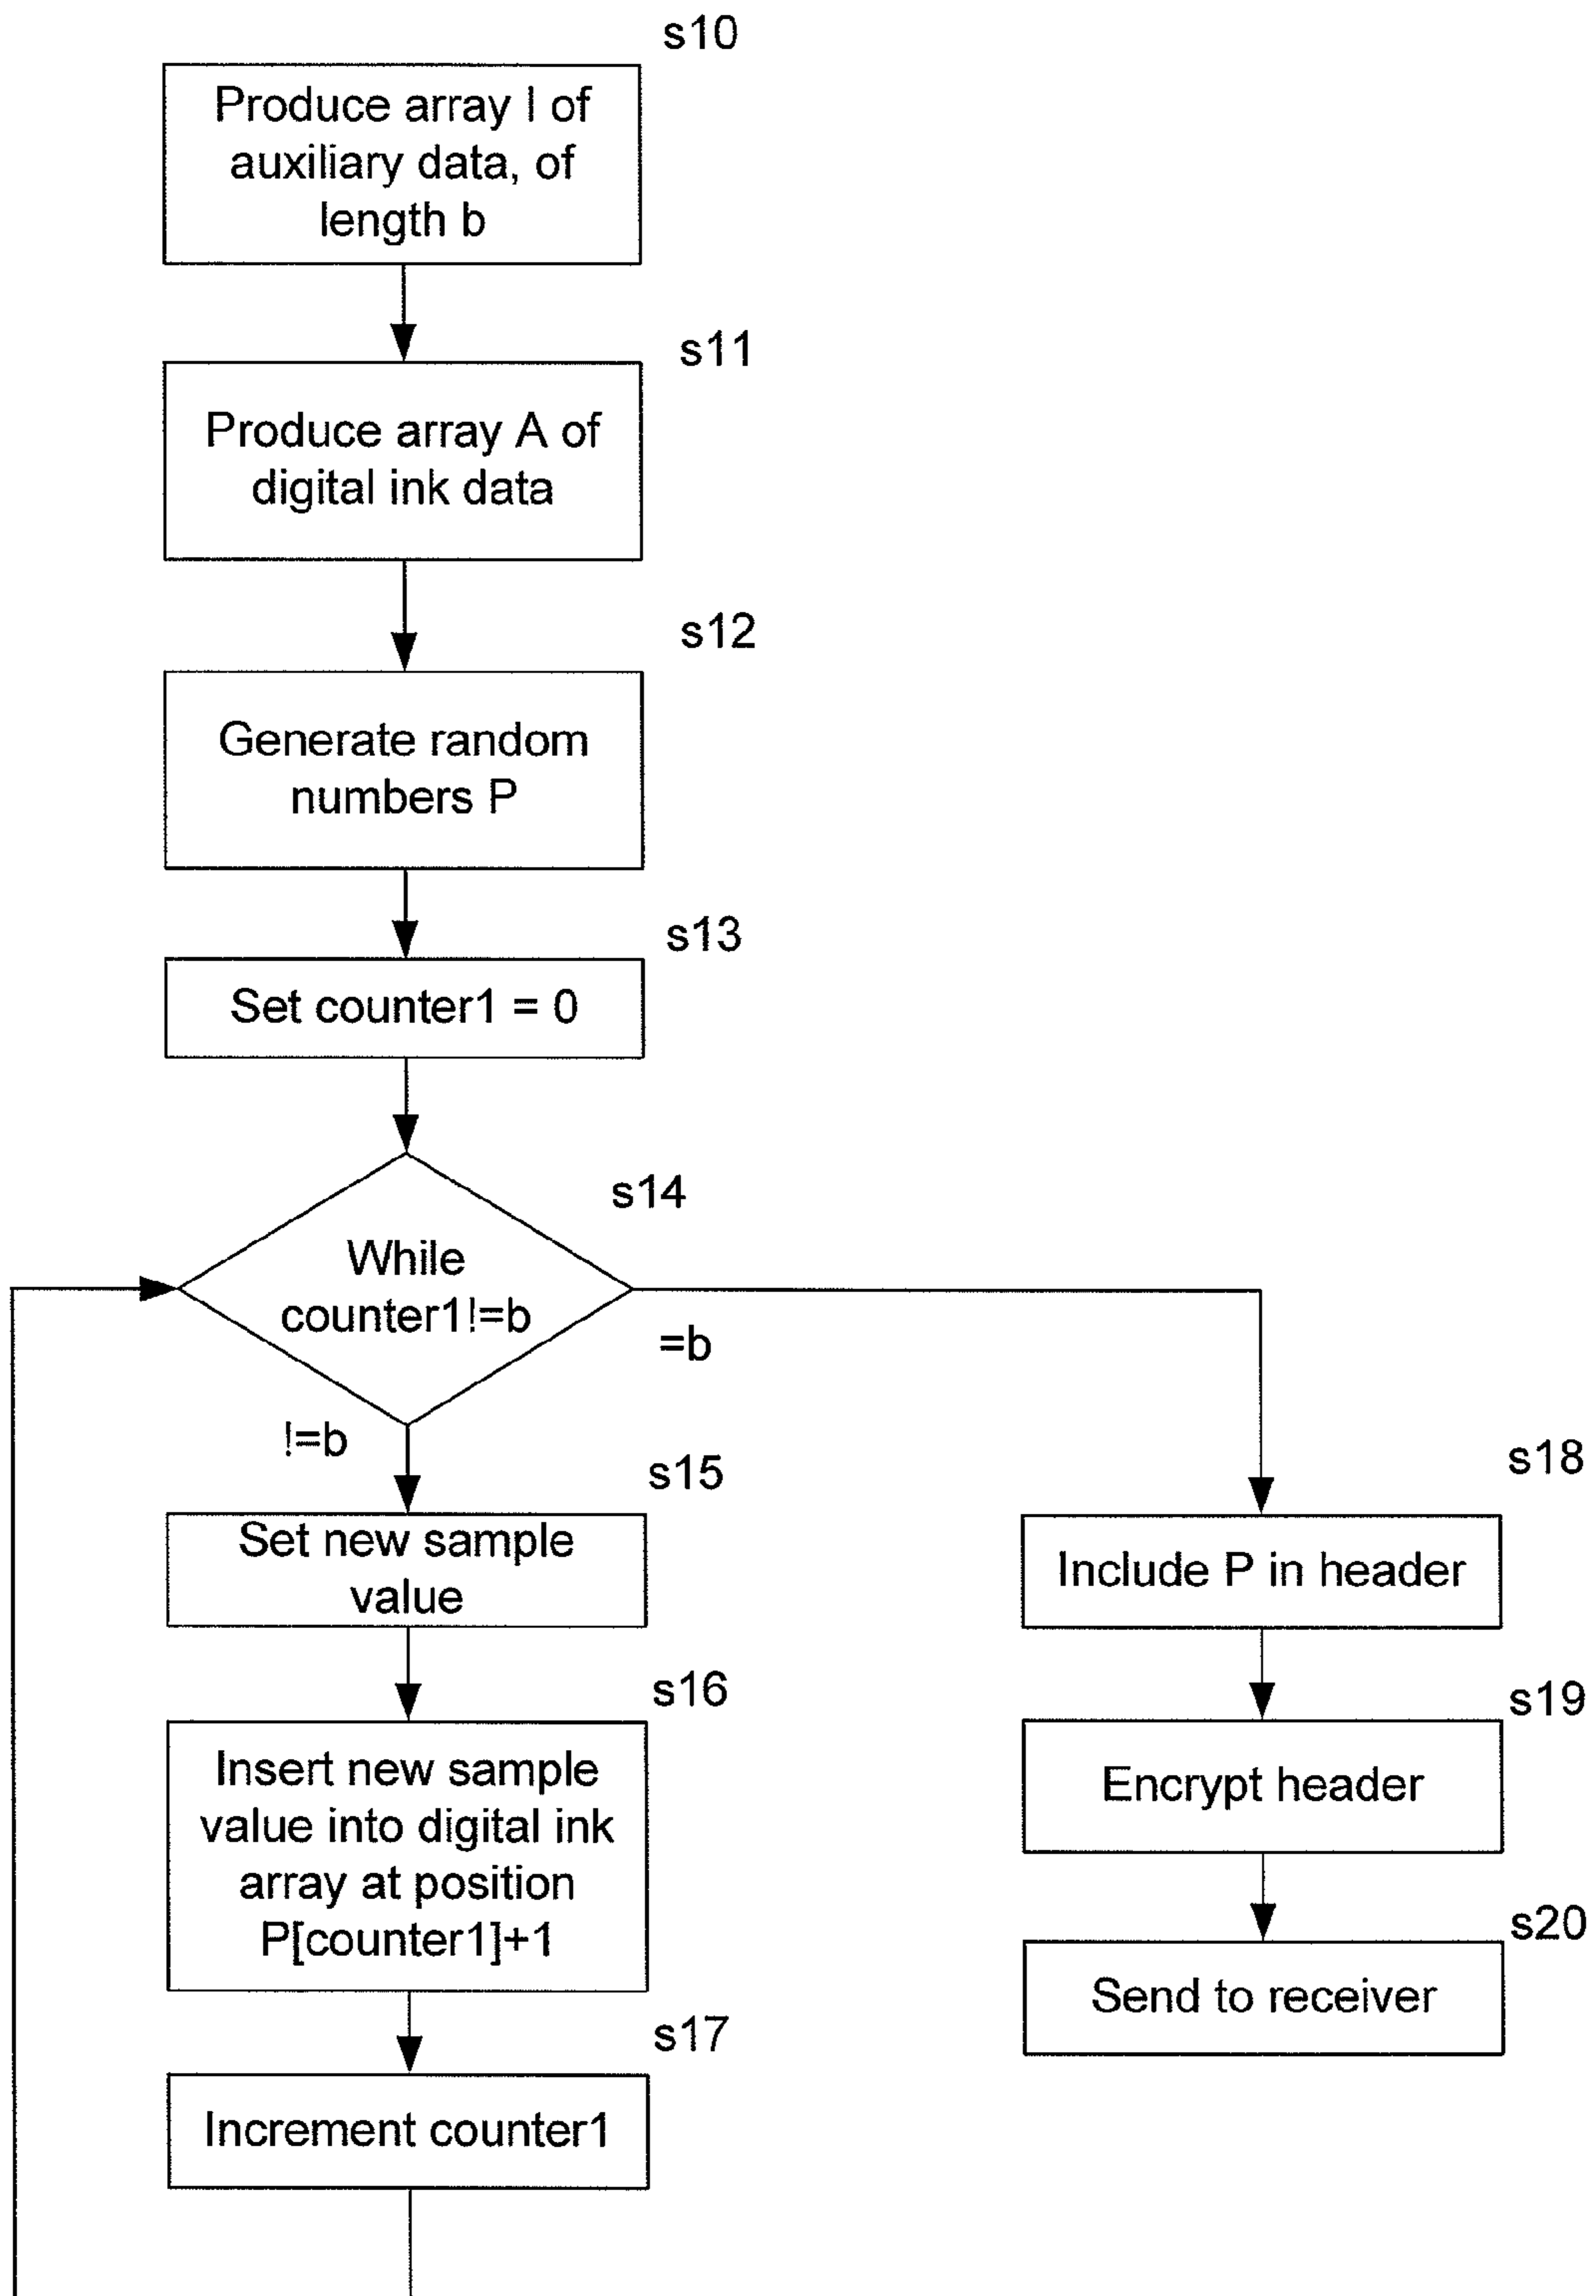 s10
Produce array I of
auxiliary data, of
length b
s11
Produce array A of
digital ink data
s12
Generate random
numbers P
s13
Set counter1 = 0
s14
While
counter1!=b
=b
!=b
s15
Set new sample
value
s16
Insert new sample
value into digital ink
array at position
P[counter1]+1
s17
Increment counter1
s18
Include P in header
s19
Encrypt header
s20
Send to receiver